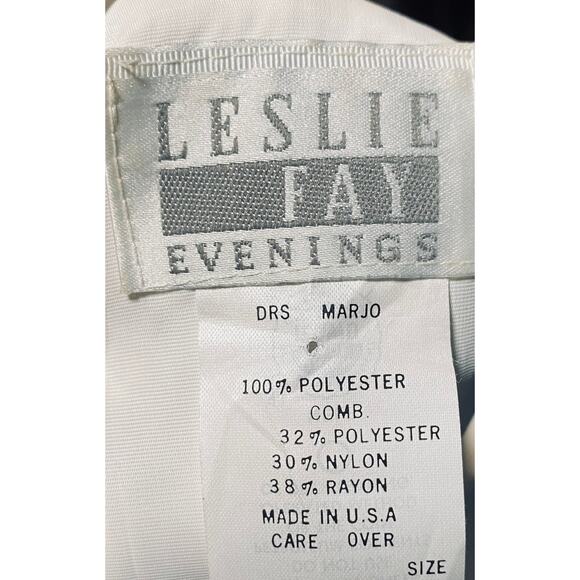 LESLIE
FAY
EVENINGS
DRS MARJO
100% POLYESTER
COMB.
32% POLYESTER
30% NYLON
38% RAYON
MADE IN U.S.A
CARE OVER
SIZE